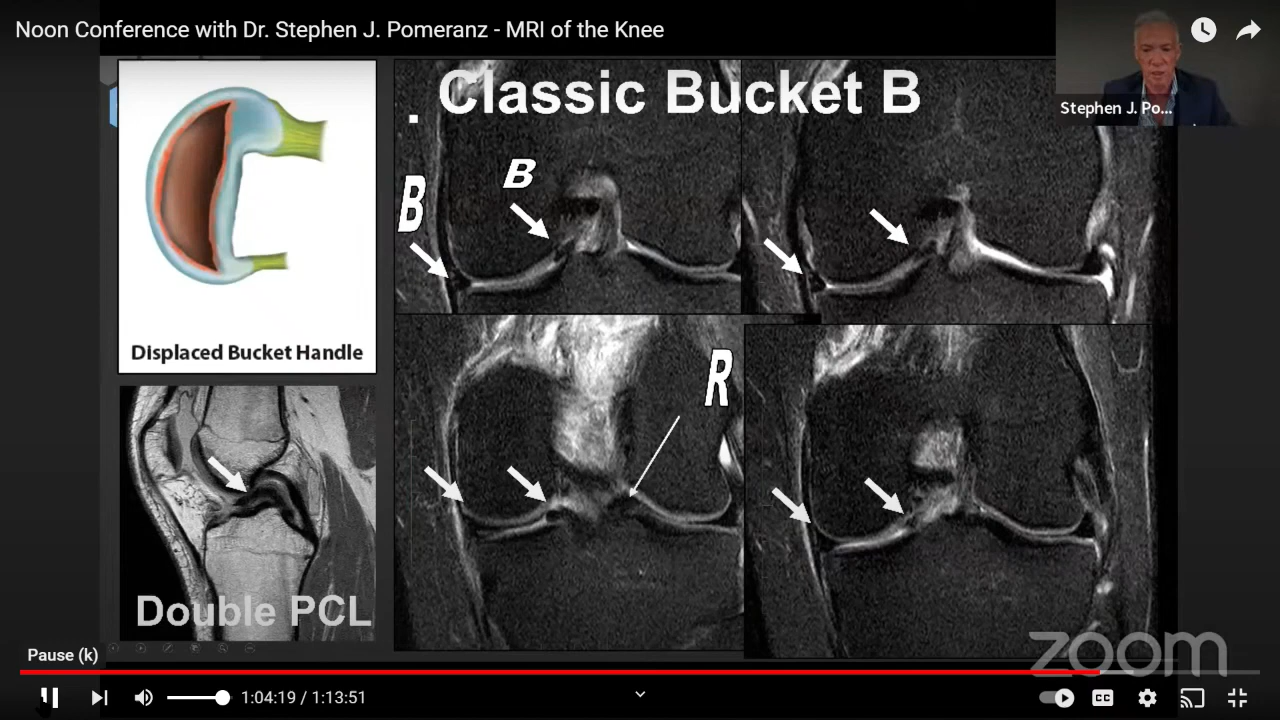 Noon Conference with Dr. Stephen J. Pomeranz - MRI of the Knee
. Classic Bucket B
Stephen J. Po...
B
B
Displaced Bucket Handle
R
Double PCL
zoom
Pause (k)
1:04:19 / 1:13:51
CC